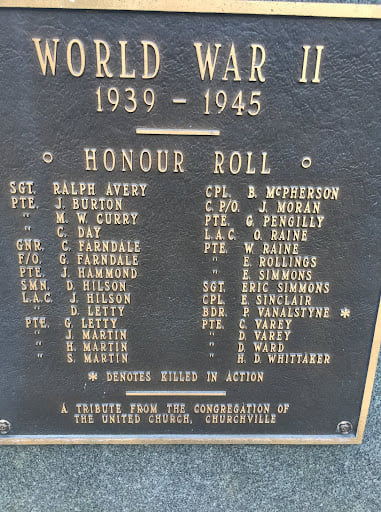 WORLD WAR II
1939 - 1945
HONOUR ROLL
SGT. RALPH AVERY
PTE. J. BURTON
" M. W. CURRY
" C. DAY
GNR. C. FARNDALE
F/O. G. FARNDALE
PTE. J. HAMMOND
SMN. D. HILSON
L.A.C. J. HILSON
" D. LETTY
PTE. G. LETTY
" J. MARTIN
" H. MARTIN
" S. MARTIN
CPL. B. McPHERSON
C. P/O. J. MORAN
PTE. G. PENGILLY
L.A.C. O. RAINE
PTE. W. RAINE
" E. ROLLINGS
" E. SIMMONS
SGT. ERIC SIMMONS
CPL. E. SINCLAIR
BDR. P. VANALSTYNE *
PTE. C. VAREY
" D. VAREY
" D. WARD
" H. D. WHITTAKER
* DENOTES KILLED IN ACTION
A TRIBUTE FROM THE CONGREGATION OF
THE UNITED CHURCH, CHURCHVILLE